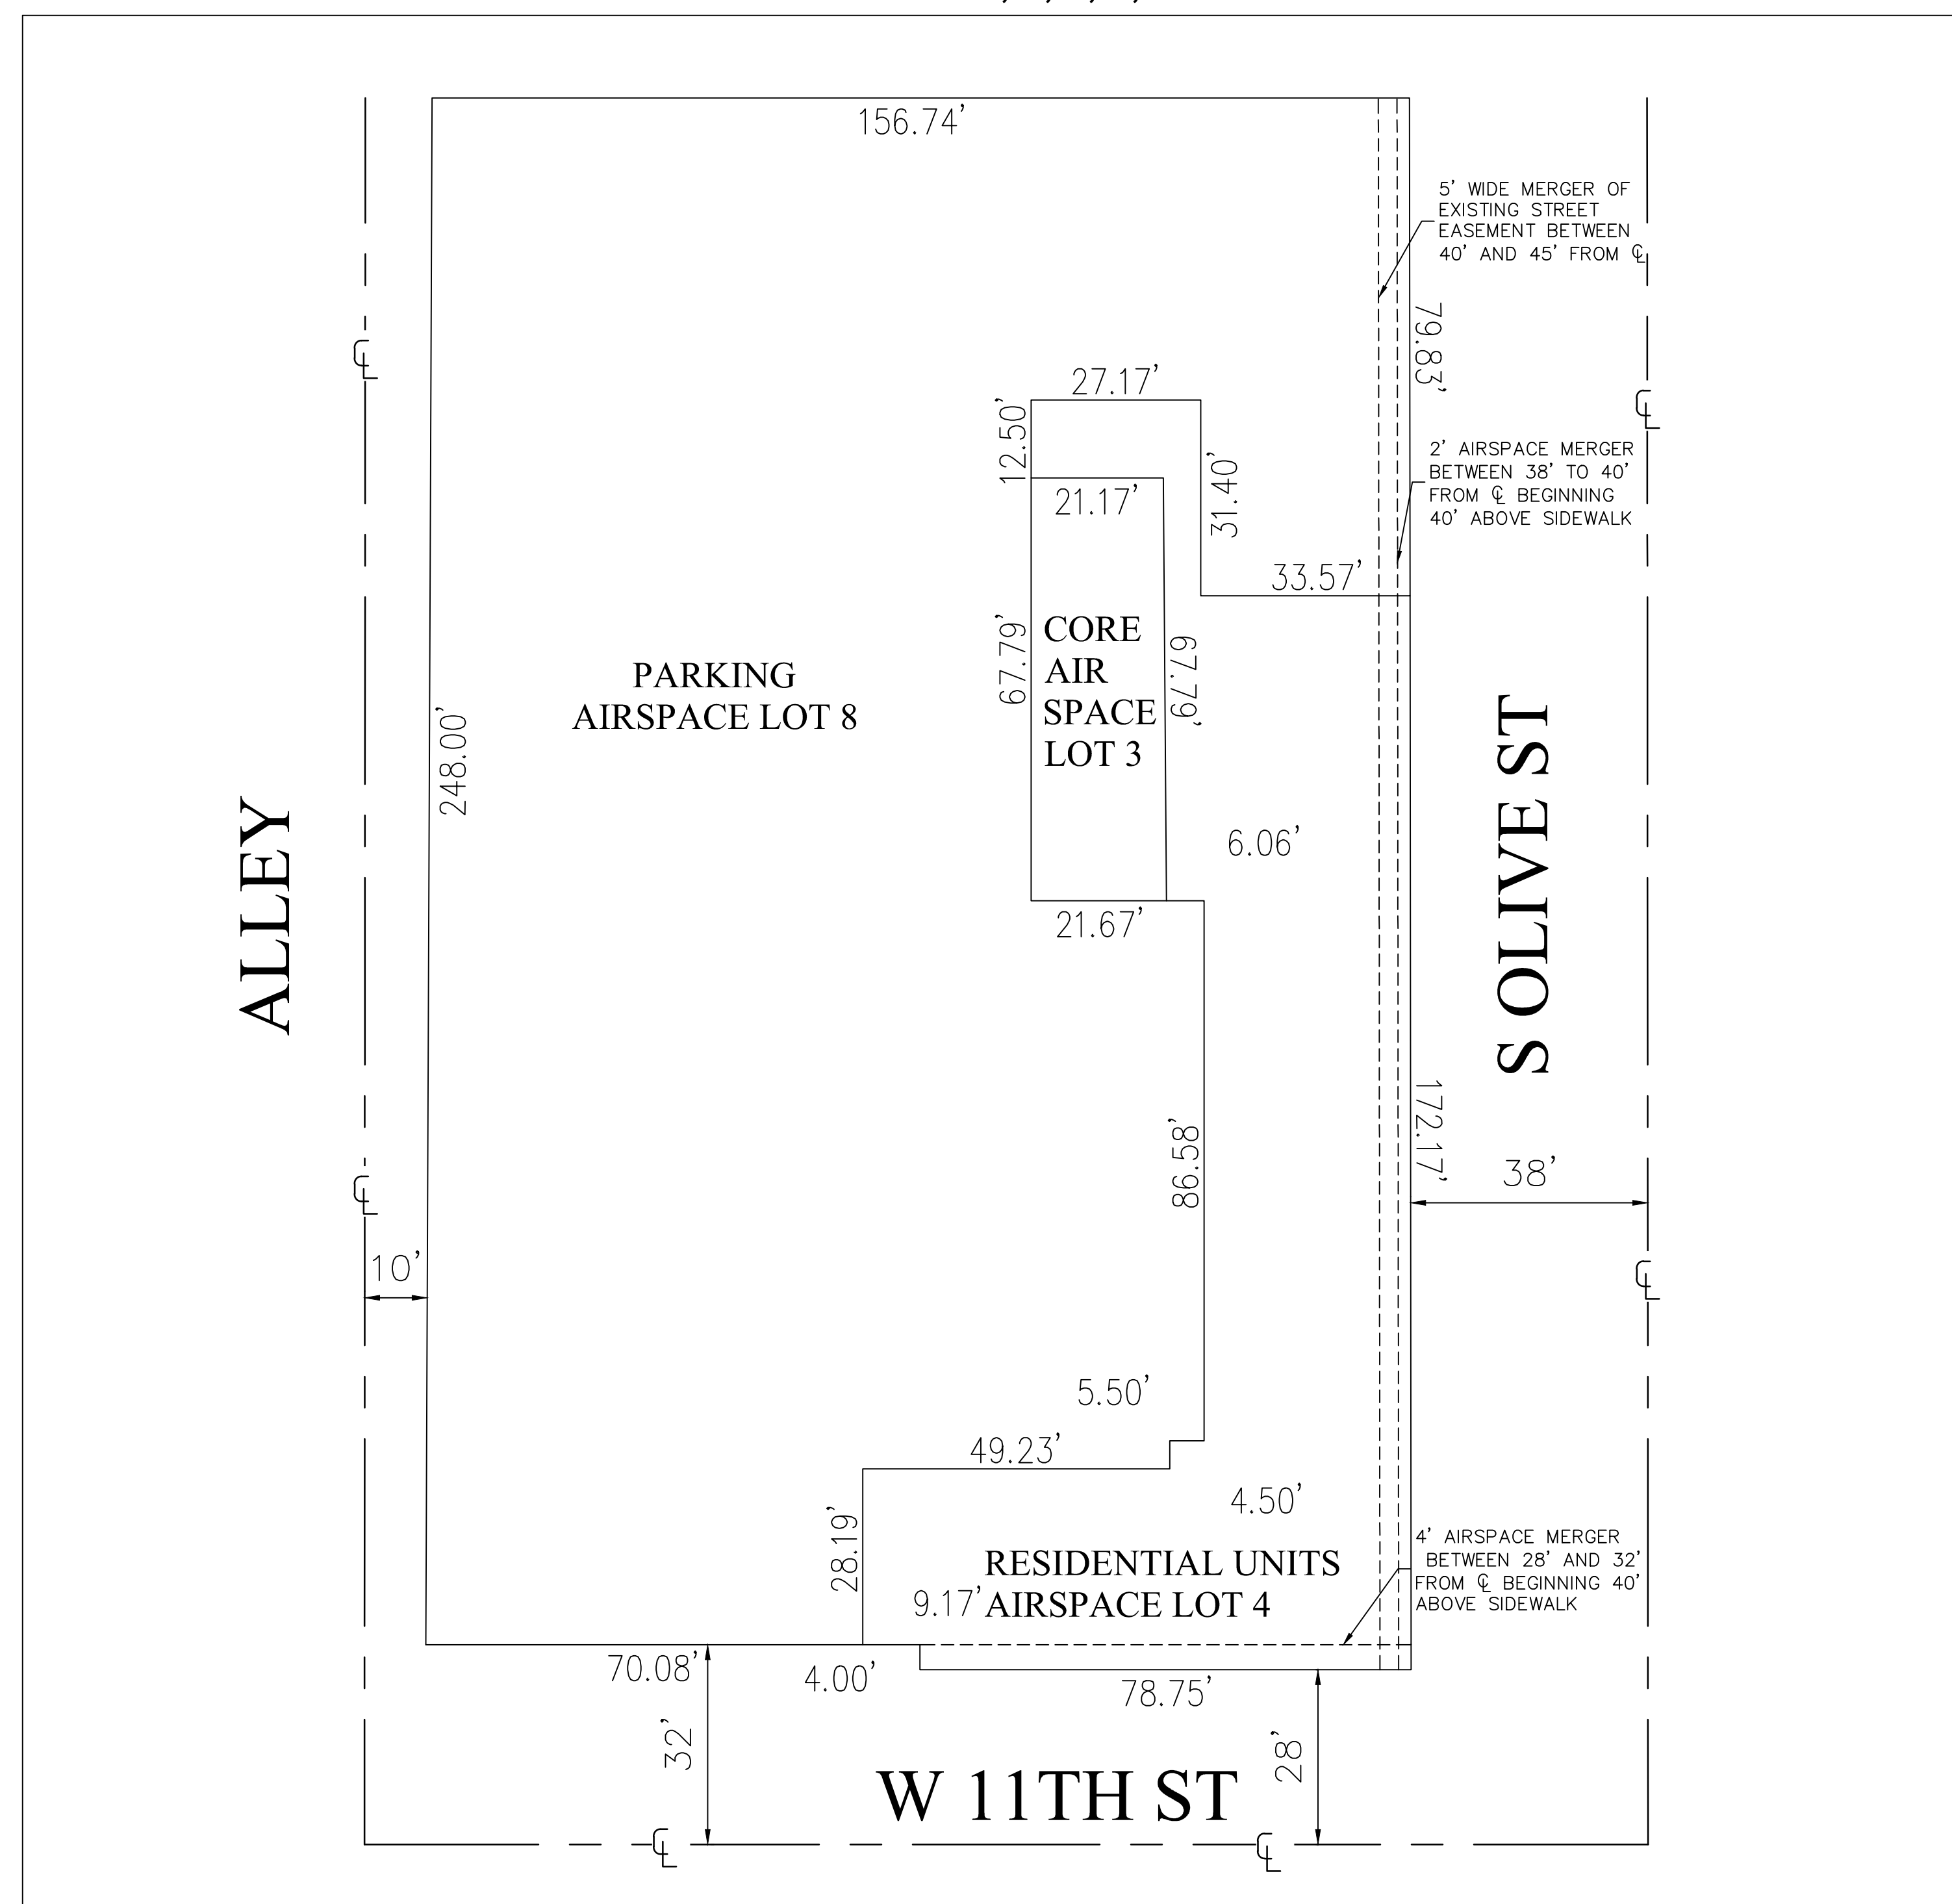 156.74'
5' WIDE MERGER OF
EXISTING STREET
EASEMENT BETWEEN
40' AND 45' FROM ℄
79.83'
℄
27.17'
℄
12.50'
2' AIRSPACE MERGER
BETWEEN 38' TO 40'
FROM ℄ BEGINNING
40' ABOVE SIDEWALK
21.17'
31.40'
33.57'
CORE
AIR
SPACE
LOT 3
67.79'
67.79'
PARKING
AIRSPACE LOT 8
248.00'
6.06'
ALLEY
S OLIVE ST
21.67'
86.58'
172.17'
38'
℄
10'
℄
5.50'
49.23'
4.50'
28.19'
4' AIRSPACE MERGER
BETWEEN 28' AND 32'
FROM ℄ BEGINNING 40'
ABOVE SIDEWALK
RESIDENTIAL UNITS
AIRSPACE LOT 4
9.17'
70.08'
4.00'
78.75'
32'
28'
W 11TH ST
℄
℄